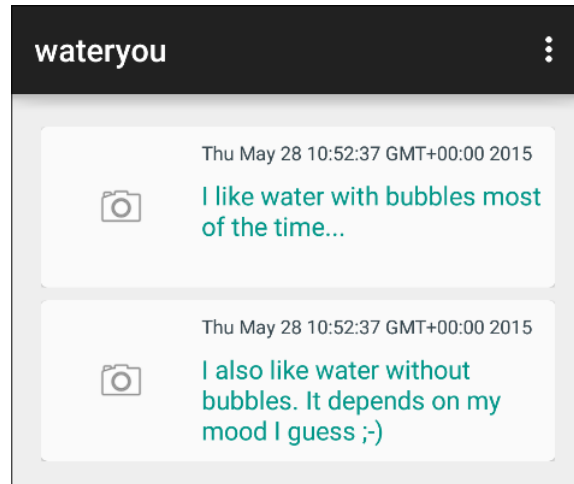 wateryou
Thu May 28 10:52:37 GMT+00:00 2015
I like water with bubbles most
of the time...
Thu May 28 10:52:37 GMT+00:00 2015
I also like water without
bubbles. It depends on my
mood I guess ;-)